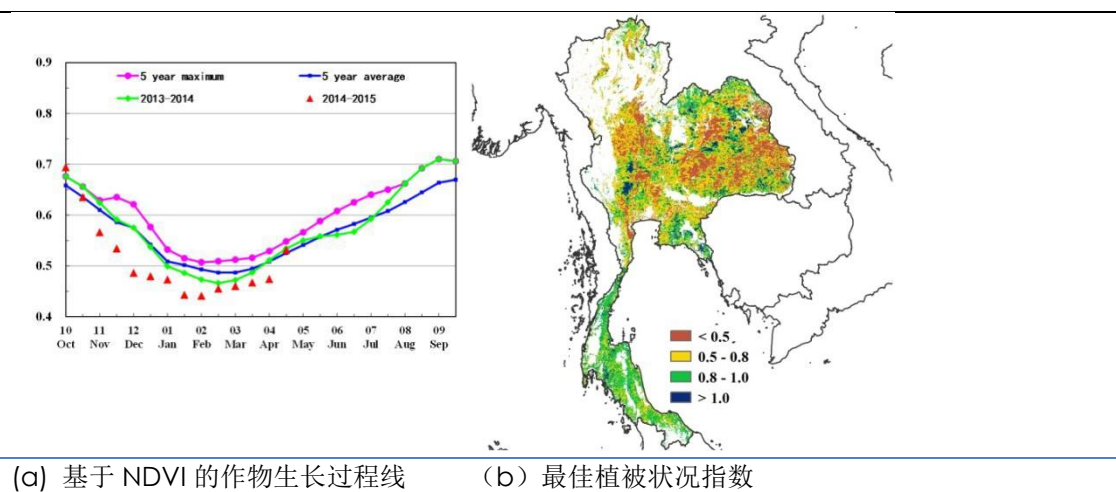 0.9
5 year maximum
5 year average
2013-2014
2014-2015
0.8
0.7
0.6
0.5
0.4
10 11 12 01 02 03 04 05 06 07 08 09
Oct Nov Dec Jan Feb Mar Apr May Jun Jul Aug Sep
< 0.5
0.5 - 0.8
0.8 - 1.0
> 1.0
(a) 基于 NDVI 的作物生长过程线
（b）最佳植被状况指数